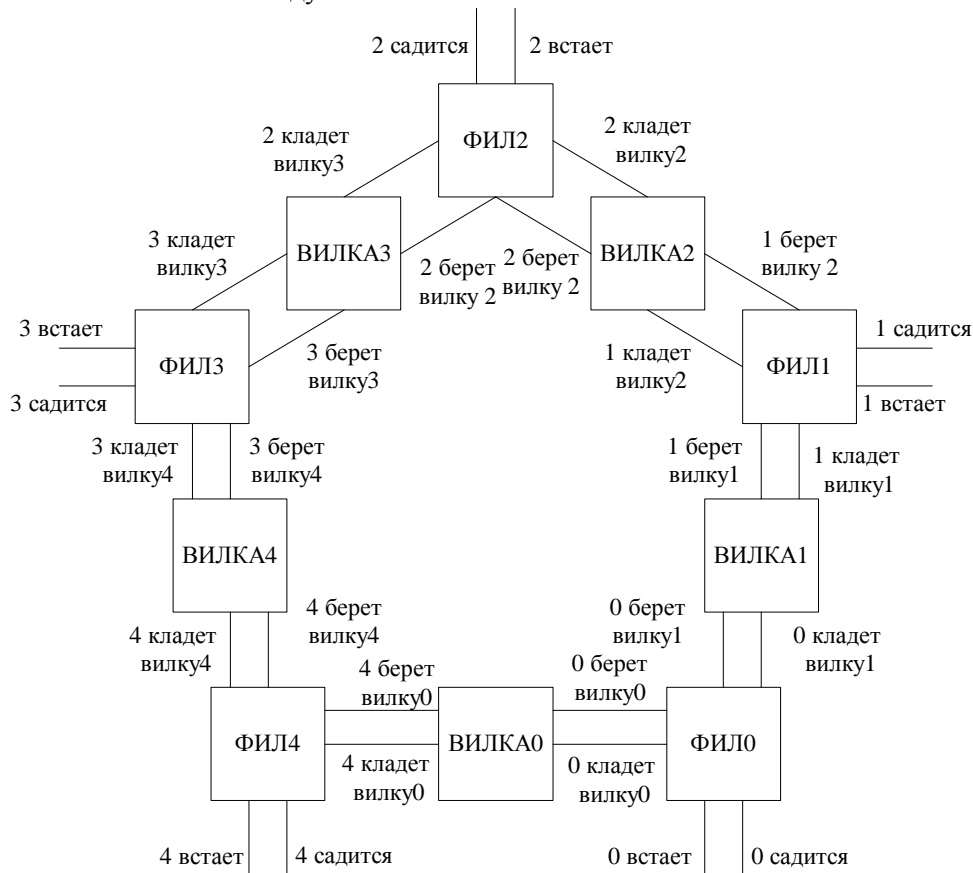 2 садится
2 встает
ФИЛ2
2 кладет
вилку3
2 кладет
вилку2
ВИЛКА3
ВИЛКА2
3 кладет
вилку3
2 берет
вилку 2
2 берет
вилку 2
1 берет
вилку 2
3 встает
ФИЛ3
3 садится
3 берет
вилку3
1 кладет
вилку2
ФИЛ1
1 садится
1 встает
3 кладет
вилку4
3 берет
вилку4
1 берет
вилку1
1 кладет
вилку1
ВИЛКА4
ВИЛКА1
4 кладет
вилку4
4 берет
вилку4
0 берет
вилку1
0 кладет
вилку1
4 берет
вилку0
0 берет
вилку0
ФИЛ4
ВИЛКА0
ФИЛ0
4 кладет
вилку0
0 кладет
вилку0
4 встает
4 садится
0 встает
0 садится